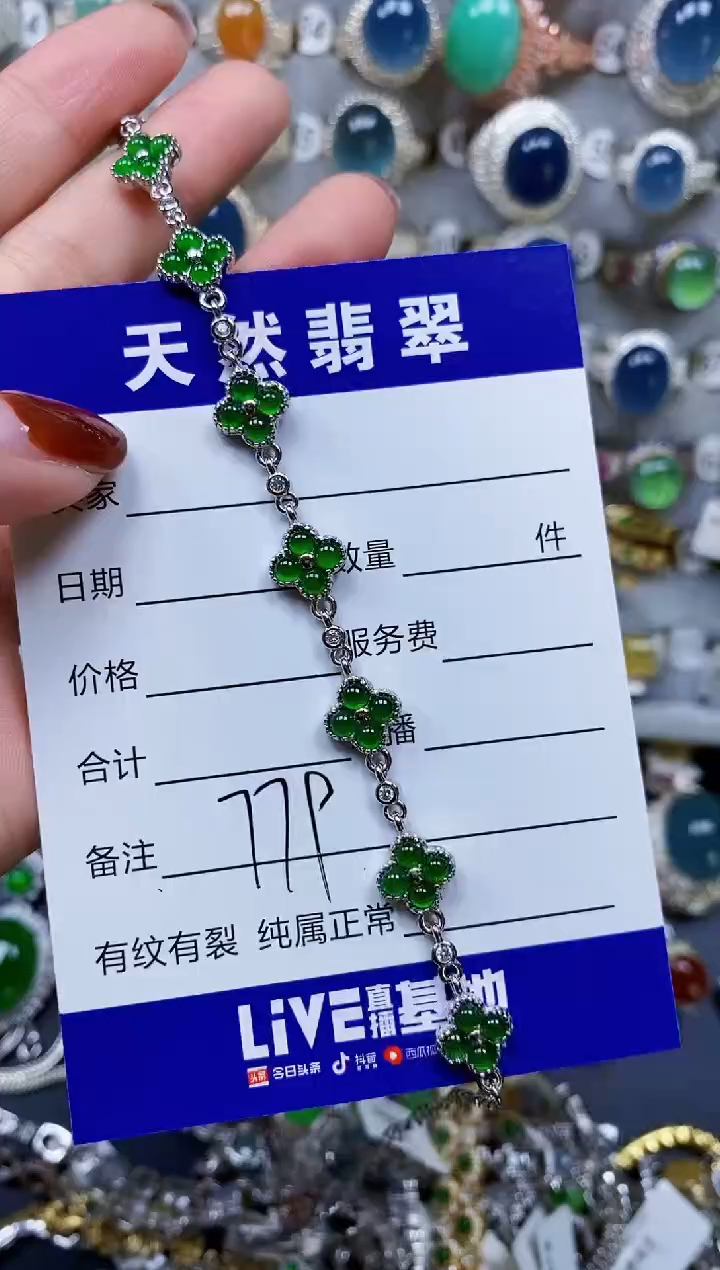 天然翡翠
家
日期 数量 件
价格 服务费
合计 播
备注 77P
有纹有裂 纯属正常
LiVE直播基地
头条 今日头条 抖音 西瓜